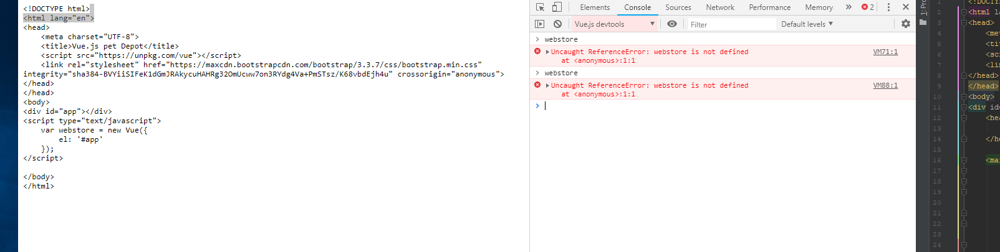 <!DOCTYPE html>
<html lang="en">
<head>
    <meta charset="UTF-8">
    <title>Vue.js pet Depot</title>
    <script src="https://unpkg.com/vue"></script>
    <link rel="stylesheet" href="https://maxcdn.bootstrapcdn.com/bootstrap/3.3.7/css/bootstrap.min.css"
integrity="sha384-BVYiiSIFeK1dGmJRAkycuHAHRg32OmUcww7on3RYdg4Va+PmSTsz/K68vbdEjh4u" crossorigin="anonymous">
</head>
</head>
<body>
<div id="app"></div>
<script type="text/javascript">
    var webstore = new Vue({
        el: '#app'
    });
</script>
</body>
</html>
Elements Console Sources Network Performance Memory » 2
Vue.js devtools ▼ Filter Default levels ▼
> webstore
Uncaught ReferenceError: webstore is not defined VM71:1
at <anonymous>:1:1
> webstore
Uncaught ReferenceError: webstore is not defined VM88:1
at <anonymous>:1:1
>
1: Pro
1
2 <html la
3 <head>
4 <met
5 <tit
6 <scr
7 <lin
8 </head>
9 </head>
10 <body>
11 <div id=
12 <hea
13
14 </he
15
16 <mai
17
18
19
20
21
22
23
24